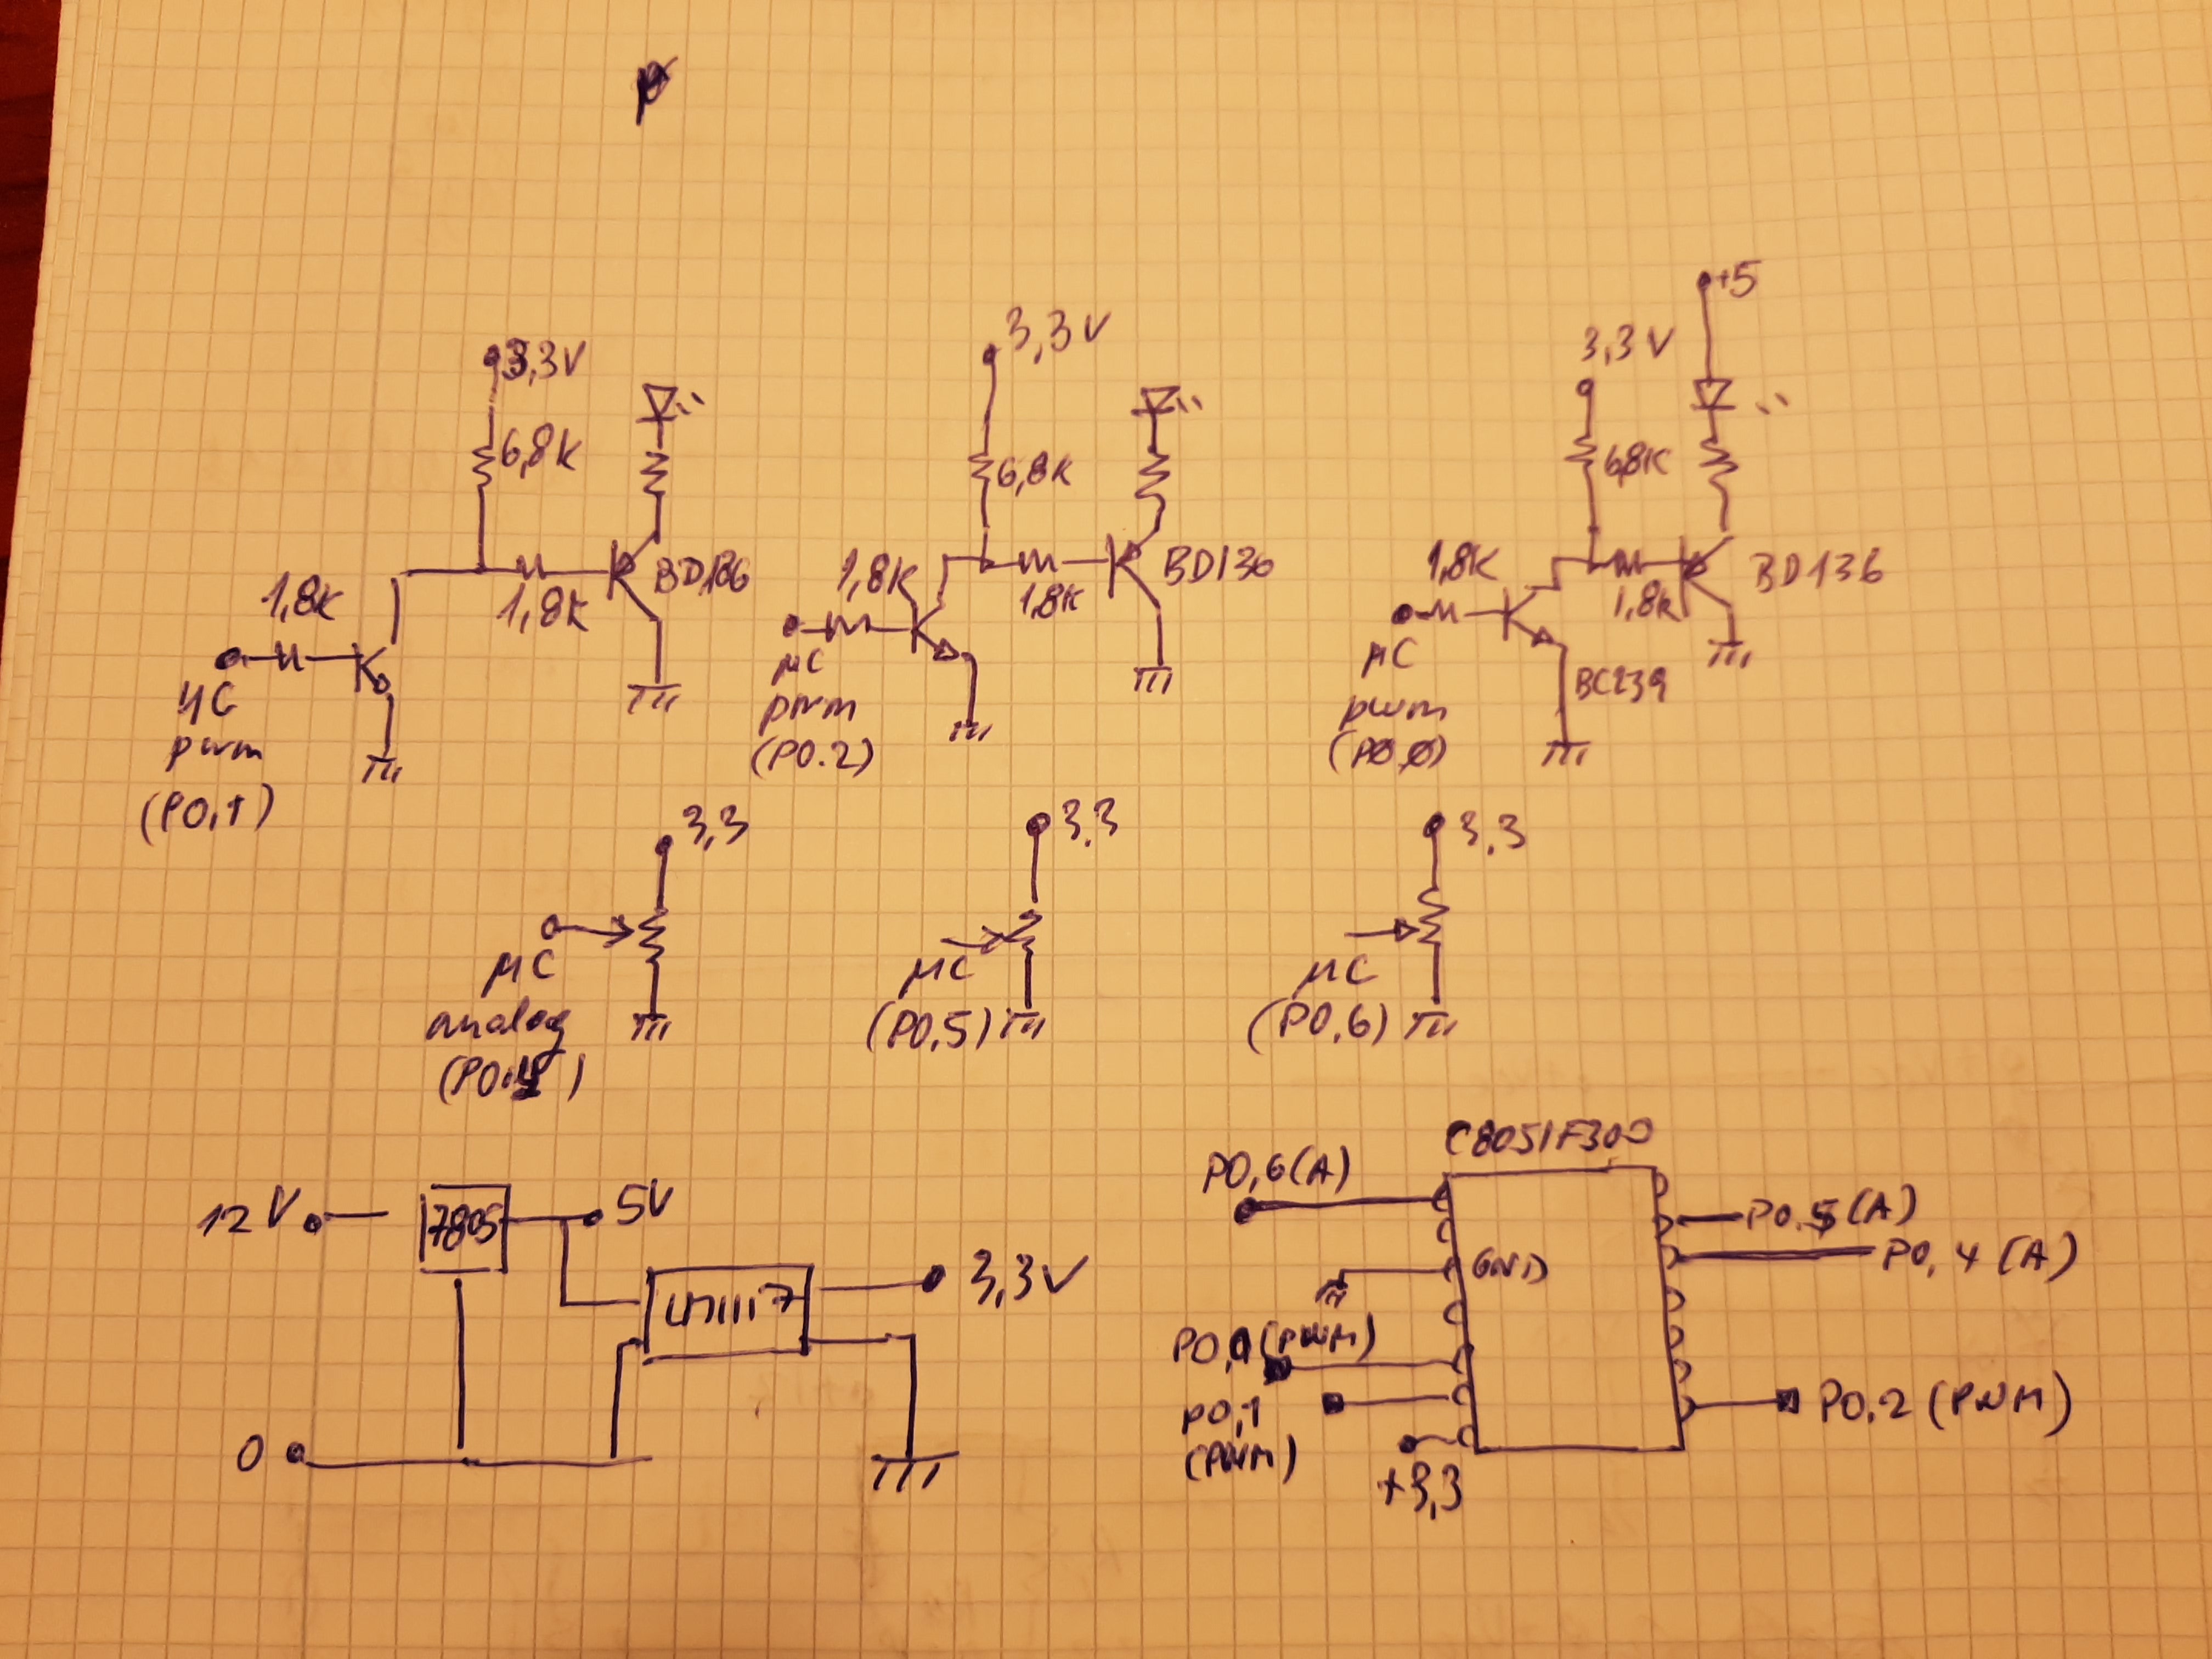 +5
3,3V
3,3V
3,3V
6,8K
6,8K
6,8K
1,8K
1,8K
BD136
1,8K
1,8K
BD136
1,8K
1,8K
BD136
µC
pwm
(P0,1)
µC
pwm
(P0.2)
µC
pwm
(P0,0)
BC239
3,3
3.3
3.3
µC
analog
(P0.4)
µC
(P0,5)
µC
(P0,6)
12V
7805
5V
LM1117
3,3V
0
C8051F300
P0,6(A)
P0.5(A)
P0,4(A)
GND
P0,0(PWM)
P0,1
(PWM)
P0.2(PWM)
+3,3